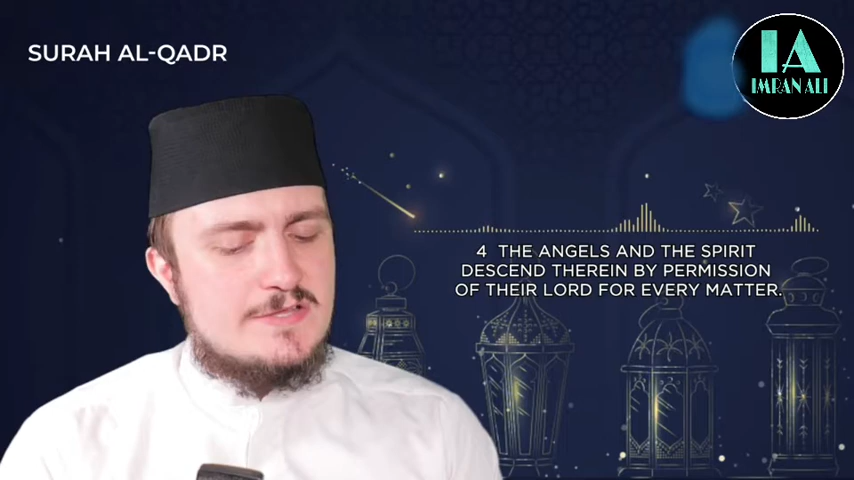 SURAH AL-QADR
IA
IMRAN ALI
4 THE ANGELS AND THE SPIRIT
DESCEND THEREIN BY PERMISSION
OF THEIR LORD FOR EVERY MATTER.